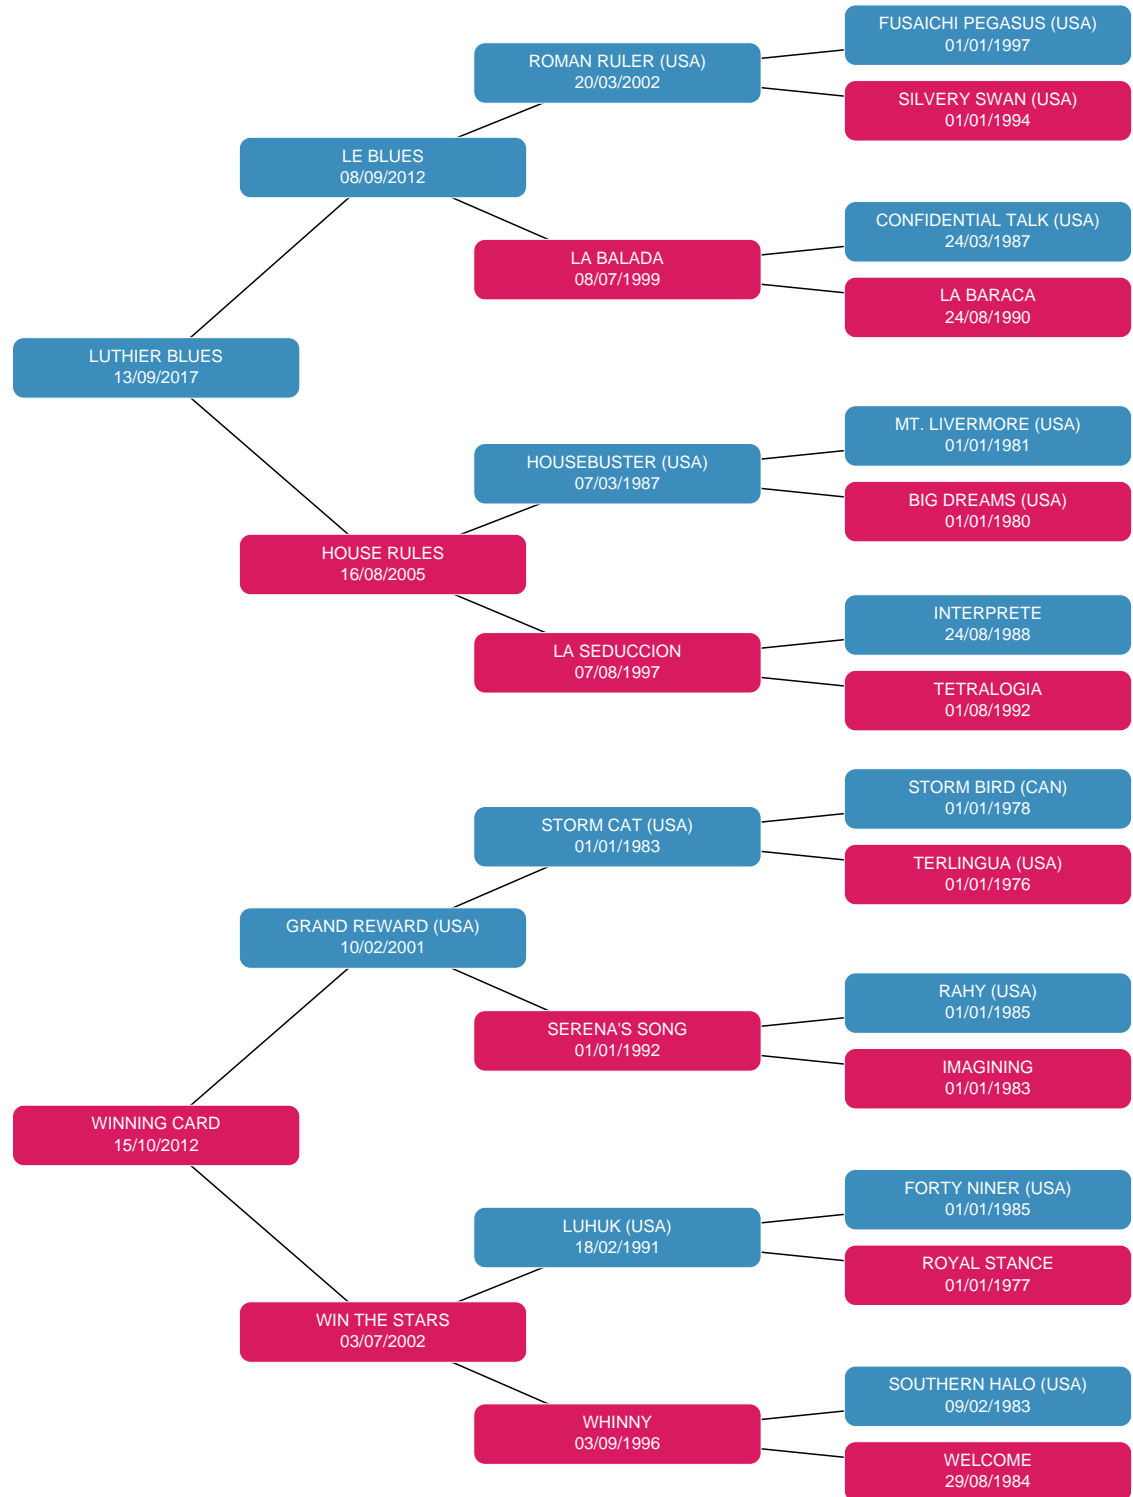 FUSAICHI PEGASUS (USA)
01/01/1997
ROMAN RULER (USA)
20/03/2002
SILVERY SWAN (USA)
01/01/1994
LE BLUES
08/09/2012
CONFIDENTIAL TALK (USA)
24/03/1987
LA BALADA
08/07/1999
LA BARACA
24/08/1990
LUTHIER BLUES
13/09/2017
MT. LIVERMORE (USA)
01/01/1981
HOUSEBUSTER (USA)
07/03/1987
BIG DREAMS (USA)
01/01/1980
HOUSE RULES
16/08/2005
INTERPRETE
24/08/1988
LA SEDUCCION
07/08/1997
TETRALOGIA
01/08/1992
STORM BIRD (CAN)
01/01/1978
STORM CAT (USA)
01/01/1983
TERLINGUA (USA)
01/01/1976
GRAND REWARD (USA)
10/02/2001
RAHY (USA)
01/01/1985
SERENA'S SONG
01/01/1992
IMAGINING
01/01/1983
WINNING CARD
15/10/2012
FORTY NINER (USA)
01/01/1985
LUHUK (USA)
18/02/1991
ROYAL STANCE
01/01/1977
WIN THE STARS
03/07/2002
SOUTHERN HALO (USA)
09/02/1983
WHINNY
03/09/1996
WELCOME
29/08/1984